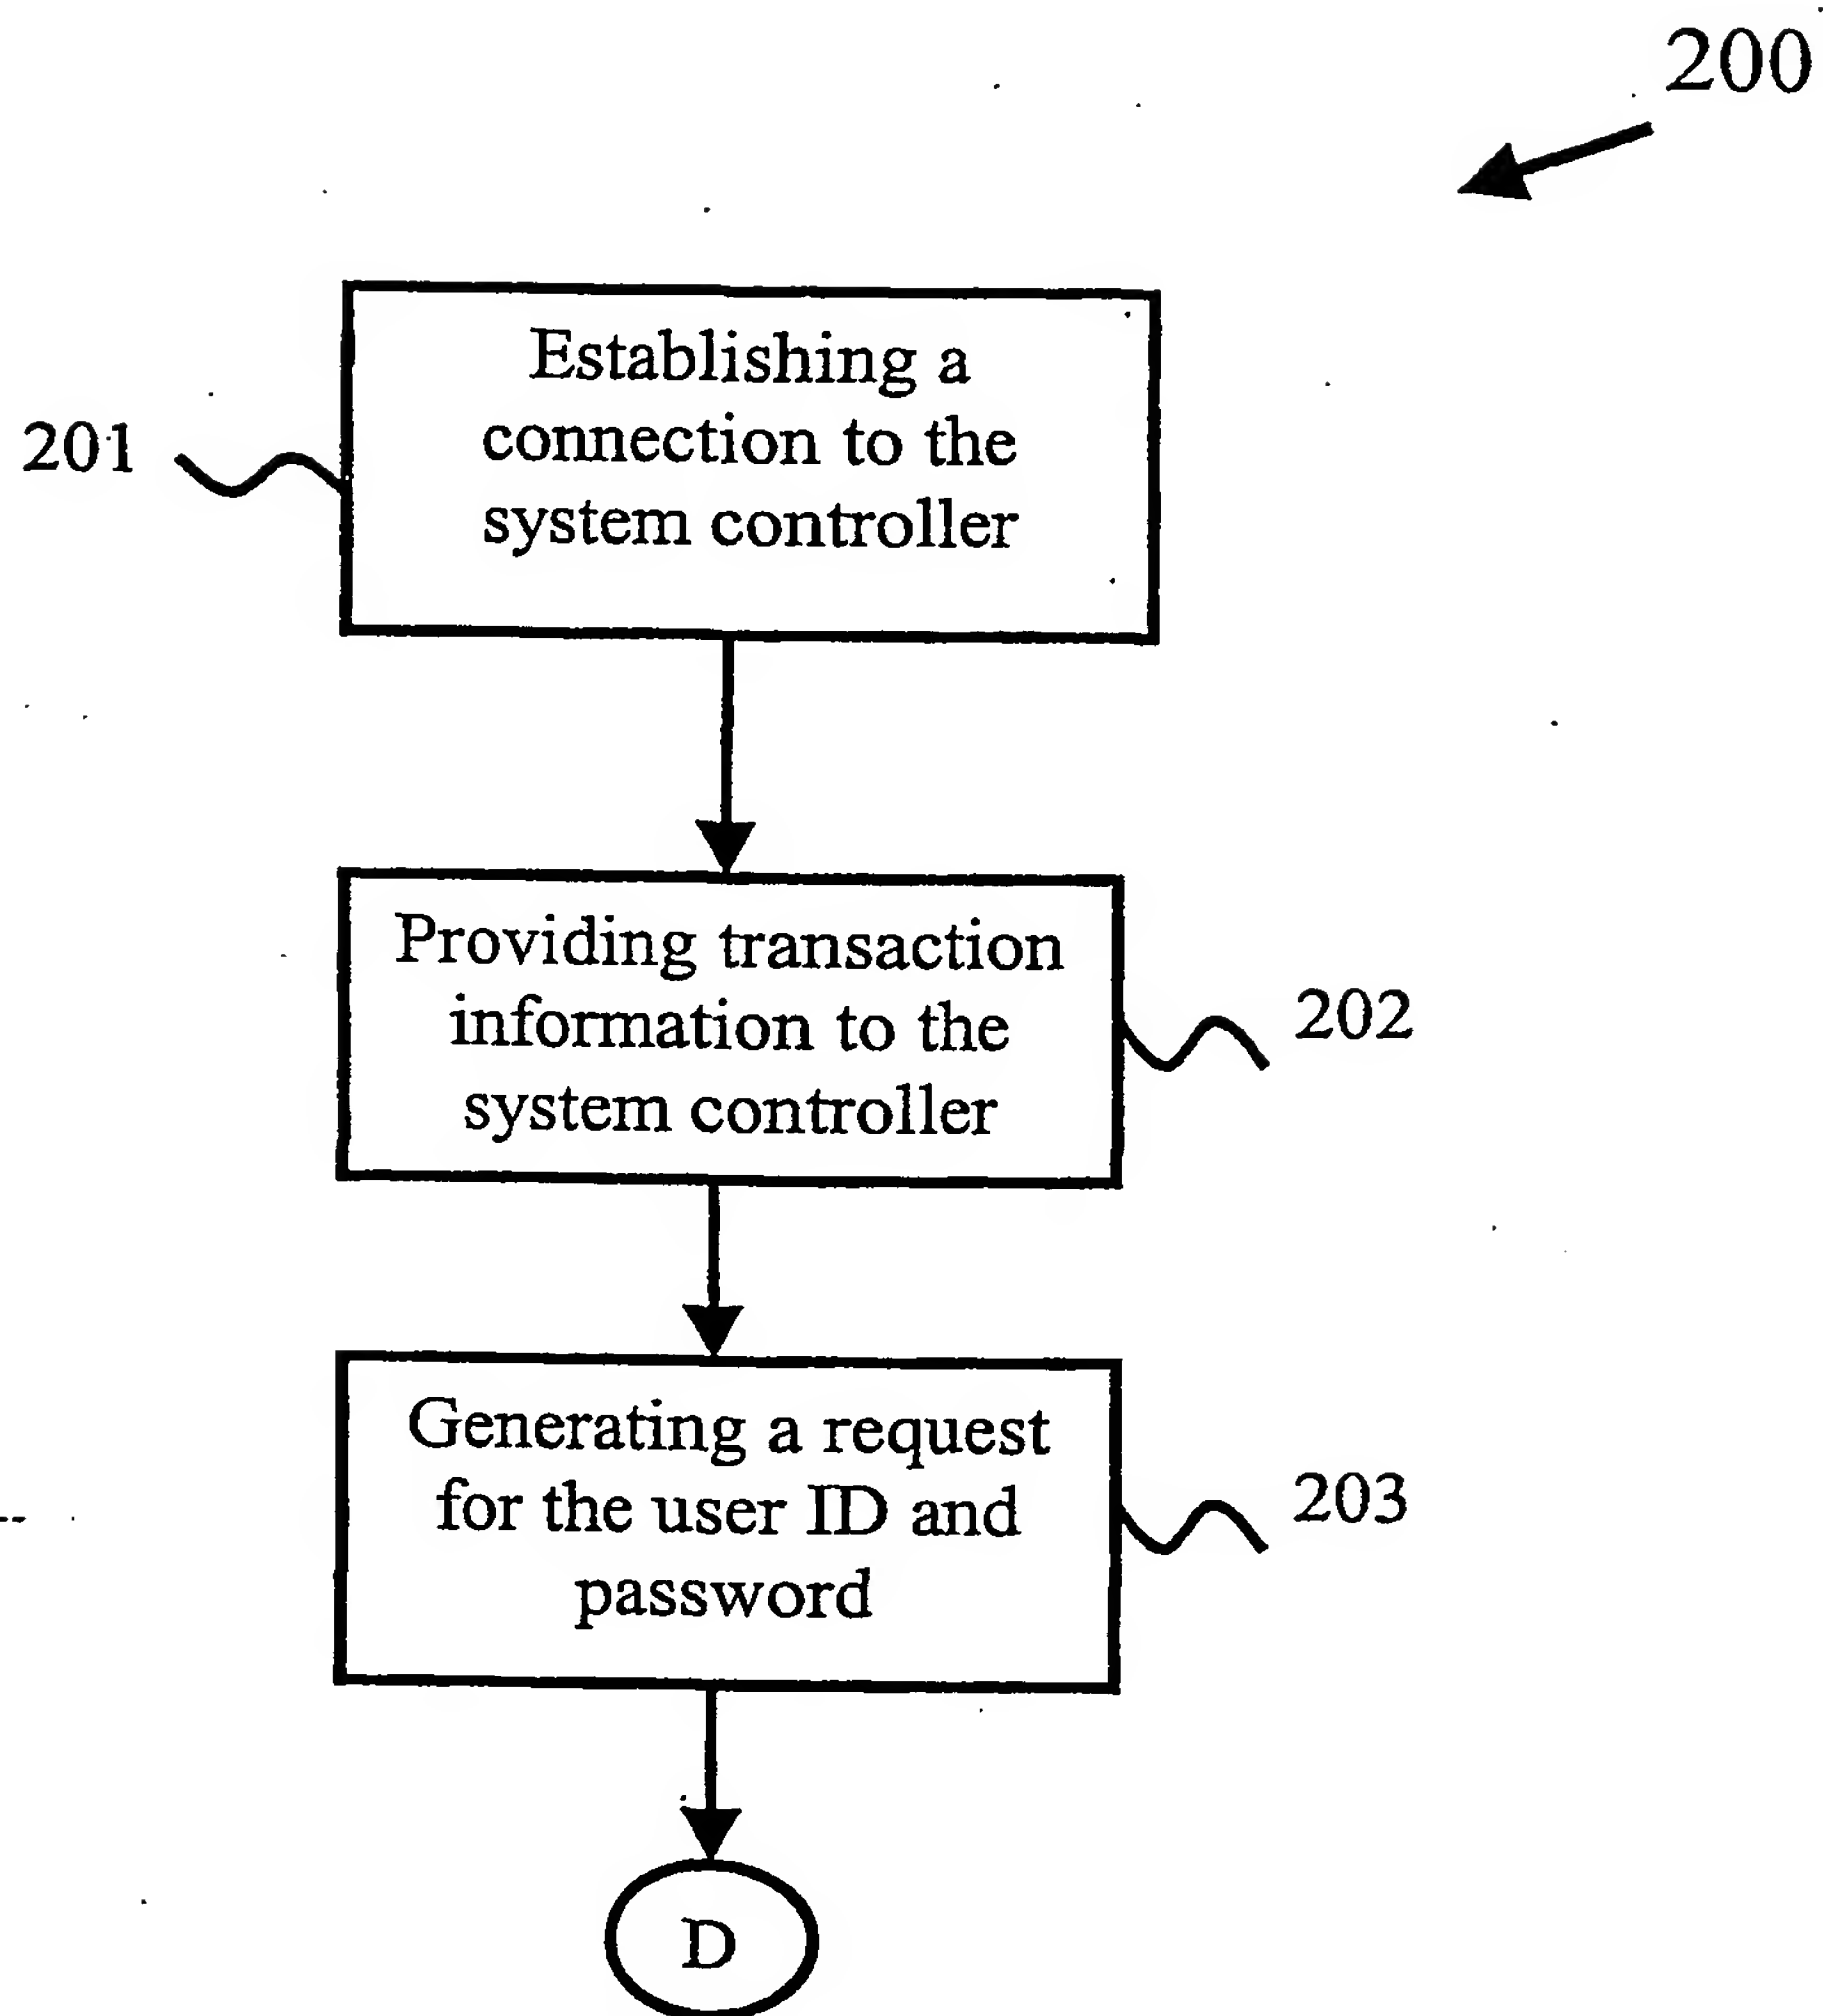 200
Establishing a
connection to the
system controller
201
Providing transaction
information to the
system controller
202
Generating a request
for the user ID and
password
203
D